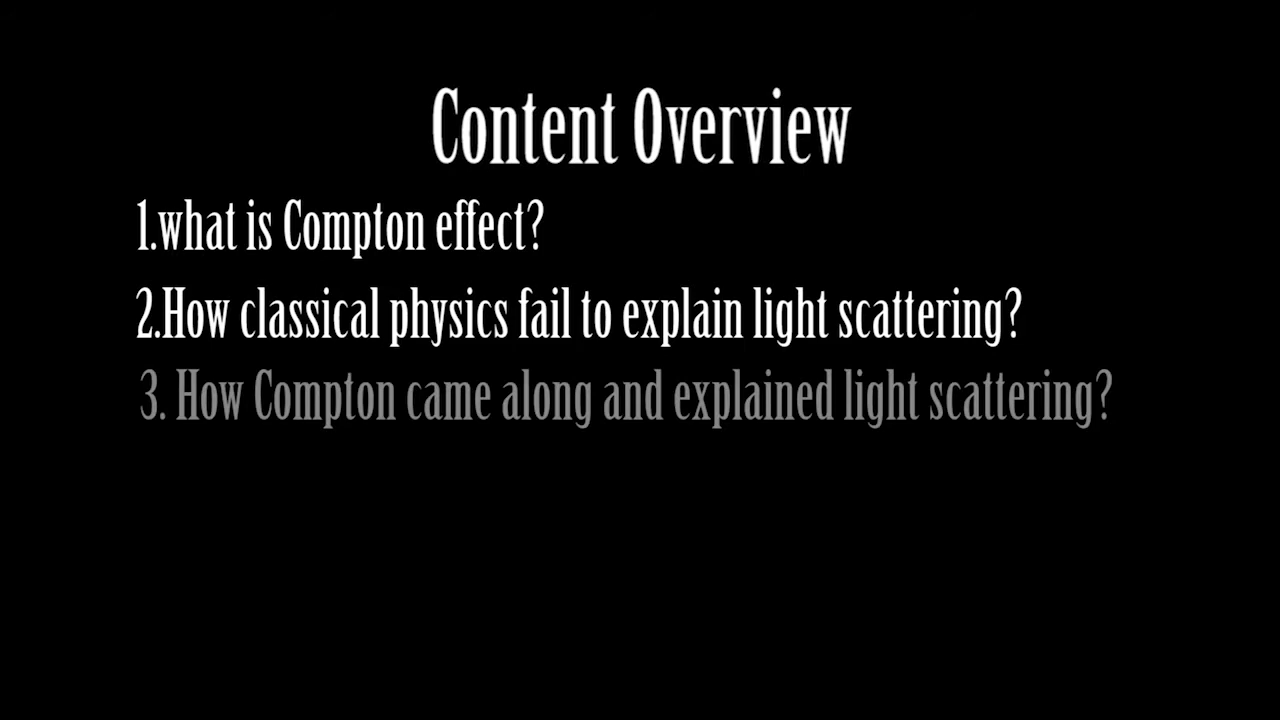 Content Overview
1.what is Compton effect?
2.How classical physics fail to explain light scattering?
3. How Compton came along and explained light scattering?